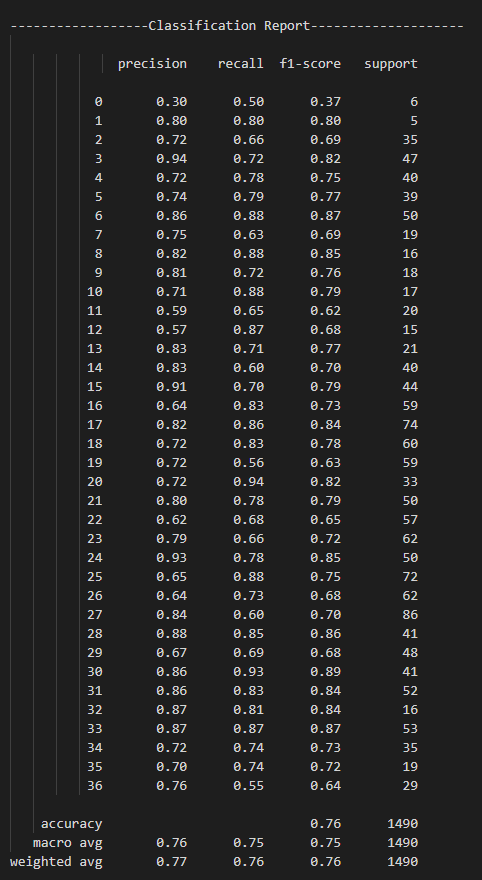 ------------------Classification Report--------------------
precision recall f1-score support
0 0.30 0.50 0.37 6
1 0.80 0.80 0.80 5
2 0.72 0.66 0.69 35
3 0.94 0.72 0.82 47
4 0.72 0.78 0.75 40
5 0.74 0.79 0.77 39
6 0.86 0.88 0.87 50
7 0.75 0.63 0.69 19
8 0.82 0.88 0.85 16
9 0.81 0.72 0.76 18
10 0.71 0.88 0.79 17
11 0.59 0.65 0.62 20
12 0.57 0.87 0.68 15
13 0.83 0.71 0.77 21
14 0.83 0.60 0.70 40
15 0.91 0.70 0.79 44
16 0.64 0.83 0.73 59
17 0.82 0.86 0.84 74
18 0.72 0.83 0.78 60
19 0.72 0.56 0.63 59
20 0.72 0.94 0.82 33
21 0.80 0.78 0.79 50
22 0.62 0.68 0.65 57
23 0.79 0.66 0.72 62
24 0.93 0.78 0.85 50
25 0.65 0.88 0.75 72
26 0.64 0.73 0.68 62
27 0.84 0.60 0.70 86
28 0.88 0.85 0.86 41
29 0.67 0.69 0.68 48
30 0.86 0.93 0.89 41
31 0.86 0.83 0.84 52
32 0.87 0.81 0.84 16
33 0.87 0.87 0.87 53
34 0.72 0.74 0.73 35
35 0.70 0.74 0.72 19
36 0.76 0.55 0.64 29
accuracy 0.76 1490
macro avg 0.76 0.75 0.75 1490
weighted avg 0.77 0.76 0.76 1490